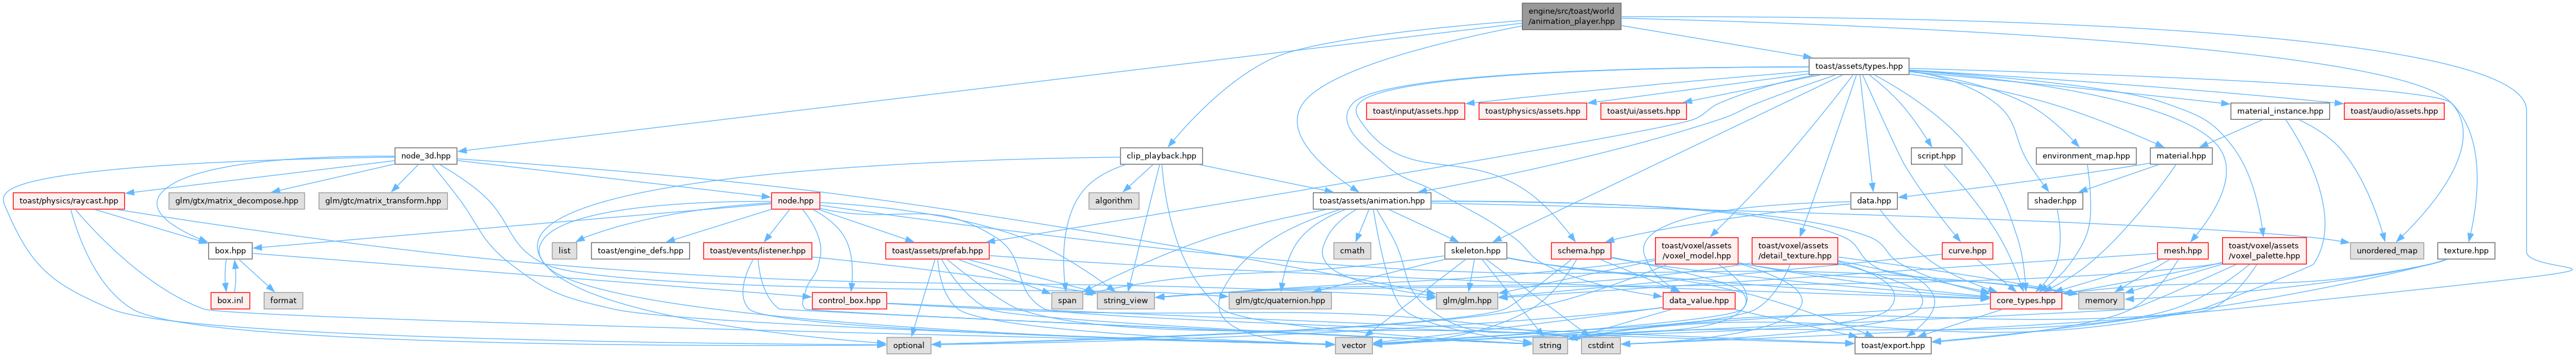 engine/src/toast/world
/animation_player.hpp
toast/assets/types.hpp
toast/input/assets.hpp
toast/physics/assets.hpp
toast/ui/assets.hpp
material_instance.hpp
toast/audio/assets.hpp
node_3d.hpp
clip_playback.hpp
script.hpp
environment_map.hpp
material.hpp
toast/physics/raycast.hpp
glm/gtx/matrix_decompose.hpp
glm/gtc/matrix_transform.hpp
node.hpp
algorithm
toast/assets/animation.hpp
data.hpp
shader.hpp
box.hpp
list
toast/engine_defs.hpp
toast/events/listener.hpp
toast/assets/prefab.hpp
cmath
skeleton.hpp
schema.hpp
toast/voxel/assets
/voxel_model.hpp
toast/voxel/assets
/detail_texture.hpp
curve.hpp
mesh.hpp
toast/voxel/assets
/voxel_palette.hpp
unordered_map
texture.hpp
box.inl
format
control_box.hpp
span
string_view
glm/gtc/quaternion.hpp
glm/glm.hpp
data_value.hpp
core_types.hpp
memory
optional
vector
string
cstdint
toast/export.hpp